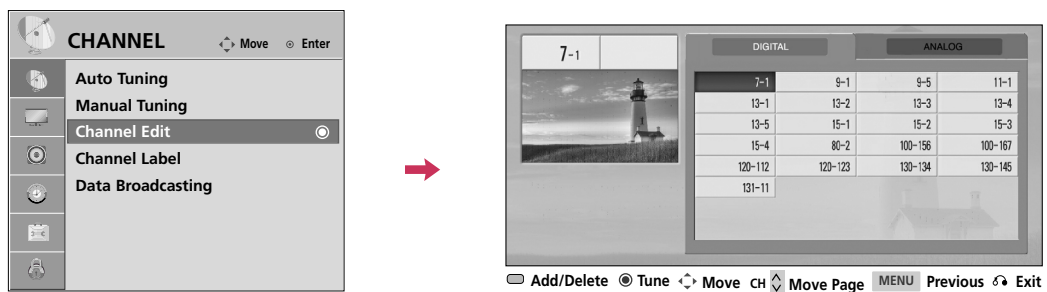 CHANNEL Move Enter
Auto Tuning
Manual Tuning
Channel Edit
Channel Label
Data Broadcasting
7-1
DIGITAL ANALOG
7-1 9-1 9-5 11-1
13-1 13-2 13-3 13-4
13-5 15-1 15-2 15-3
15-4 80-2 100-156 100-167
120-112 120-123 130-134 130-145
131-11
Add/Delete Tune Move CH Move Page MENU Previous Exit